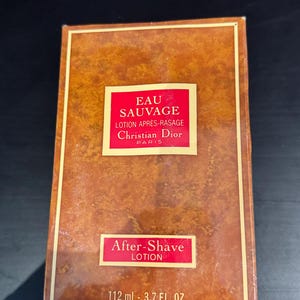 EAU
SAUVAGE
LOTION APRÈS-RASAGE
Christian Dior
PARIS
After-Shave
LOTION
112 ml - 3.7 FL. OZ